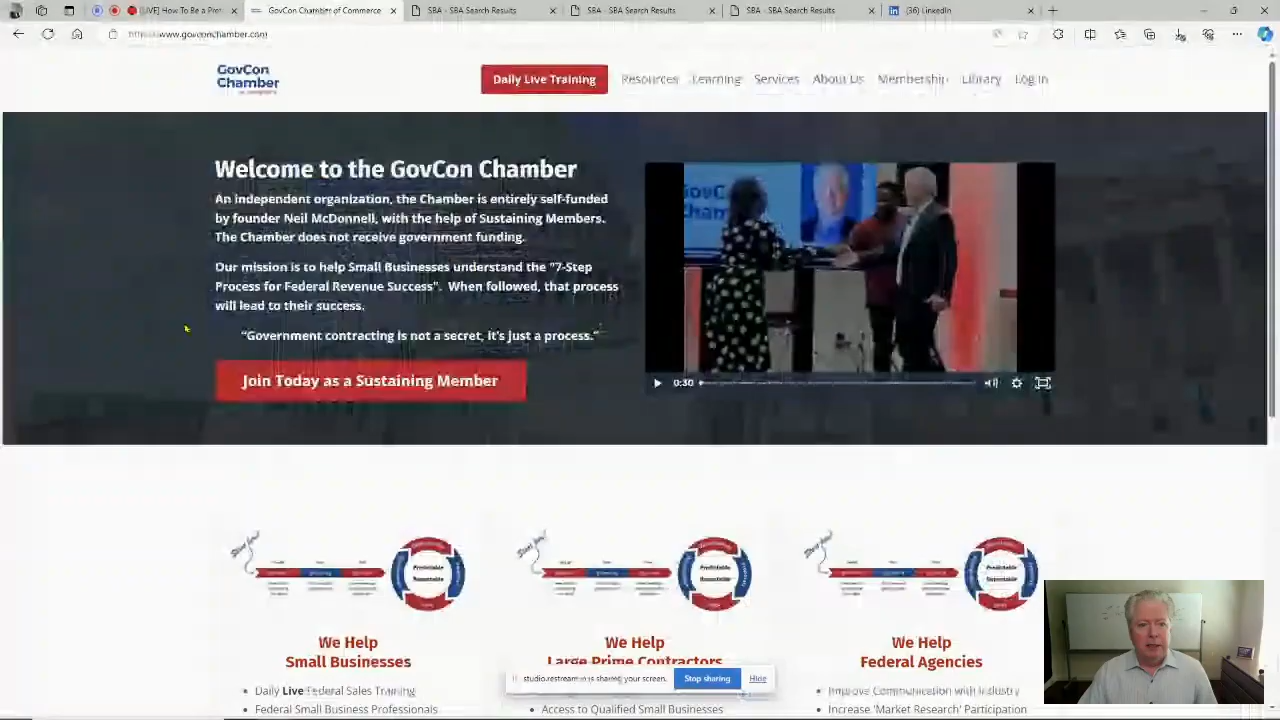 [LIVE] How To Be a Pri
GovCon Chamber of Commerce
SBA - SBA Search Results
SBA - SBA Search Results
SBA - SBA Search Results
(36) LinkedIn
https://www.govconchamber.com
GovCon
Chamber
Daily Live Training
Resources
Learning
Services
About Us
Membership
Library
Log In
Welcome to the GovCon Chamber
An independent organization, the Chamber is entirely self-funded
by founder Neil McDonnell, with the help of Sustaining Members.
The Chamber does not receive government funding.
Our mission is to help Small Businesses understand the "7-Step
Process for Federal Revenue Success". When followed, that process
will lead to their success.
"Government contracting is not a secret, it's just a process."
Join Today as a Sustaining Member
GovC
Cham
0:30
We Help
Small Businesses
We Help
Large Prime Contractors
We Help
Federal Agencies
Daily Live Federal Sales Training
Federal Small Business Professionals
Access to Qualified Small Businesses
Improve Communication with Industry
Increase 'Market Research' Participation
studio.restream.io is sharing your screen.
Stop sharing
Hide